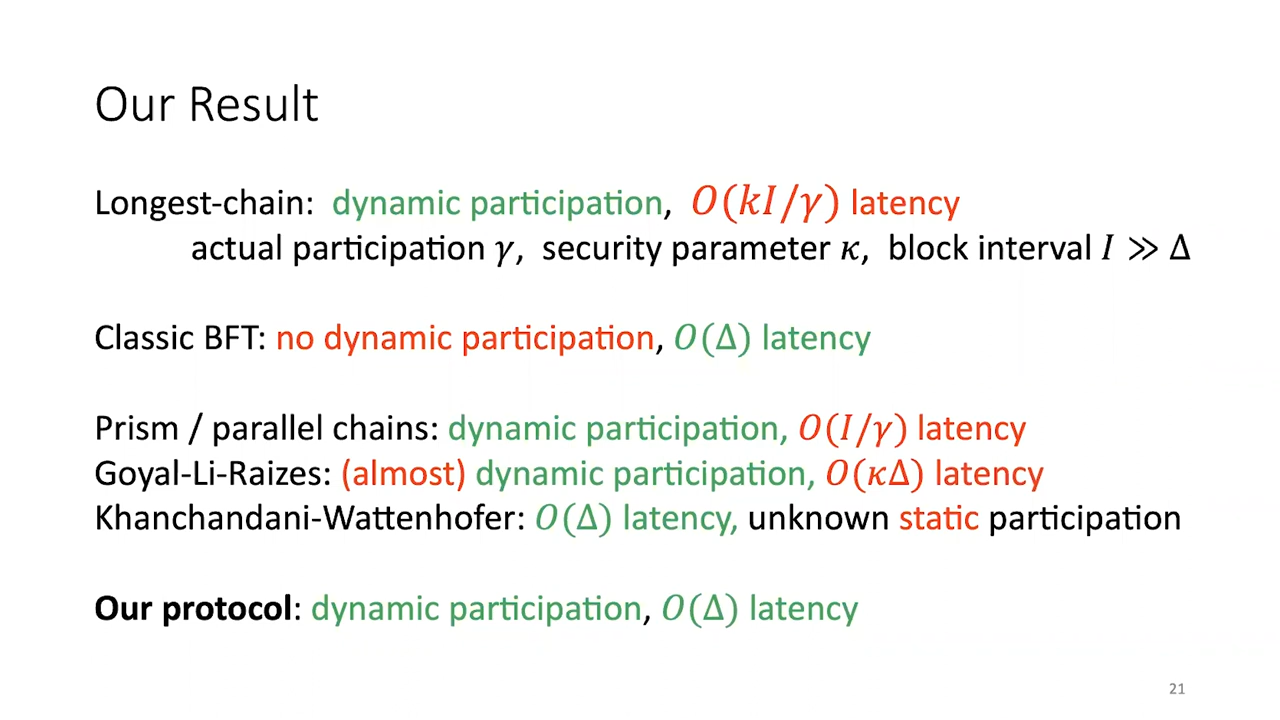 Our Result
Longest-chain: dynamic participation, O(kI/γ) latency
actual participation γ, security parameter κ, block interval I ≫ Δ
Classic BFT: no dynamic participation, O(Δ) latency
Prism / parallel chains: dynamic participation, O(I/γ) latency
Goyal-Li-Raizes: (almost) dynamic participation, O(κΔ) latency
Khanchandani-Wattenhofer: O(Δ) latency, unknown static participation
Our protocol: dynamic participation, O(Δ) latency
21